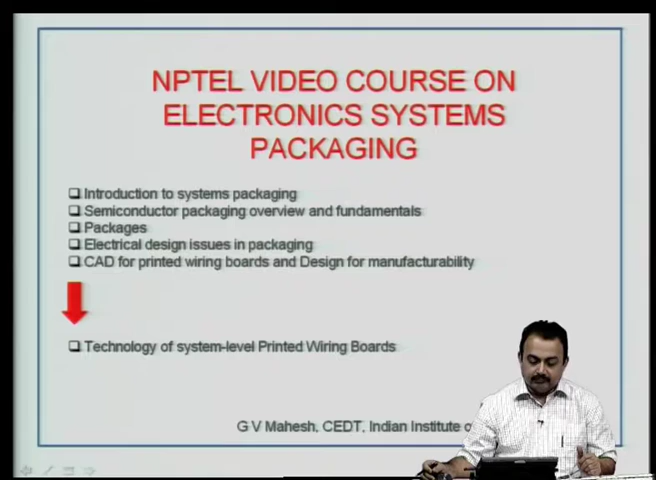 NPTEL VIDEO COURSE ON
ELECTRONICS SYSTEMS
PACKAGING
Introduction to systems packaging
Semiconductor packaging overview and fundamentals
Packages
Electrical design issues in packaging
CAD for printed wiring boards and Design for manufacturability
Technology of system-level Printed Wiring Boards
G V Mahesh, CEDT, Indian Institute